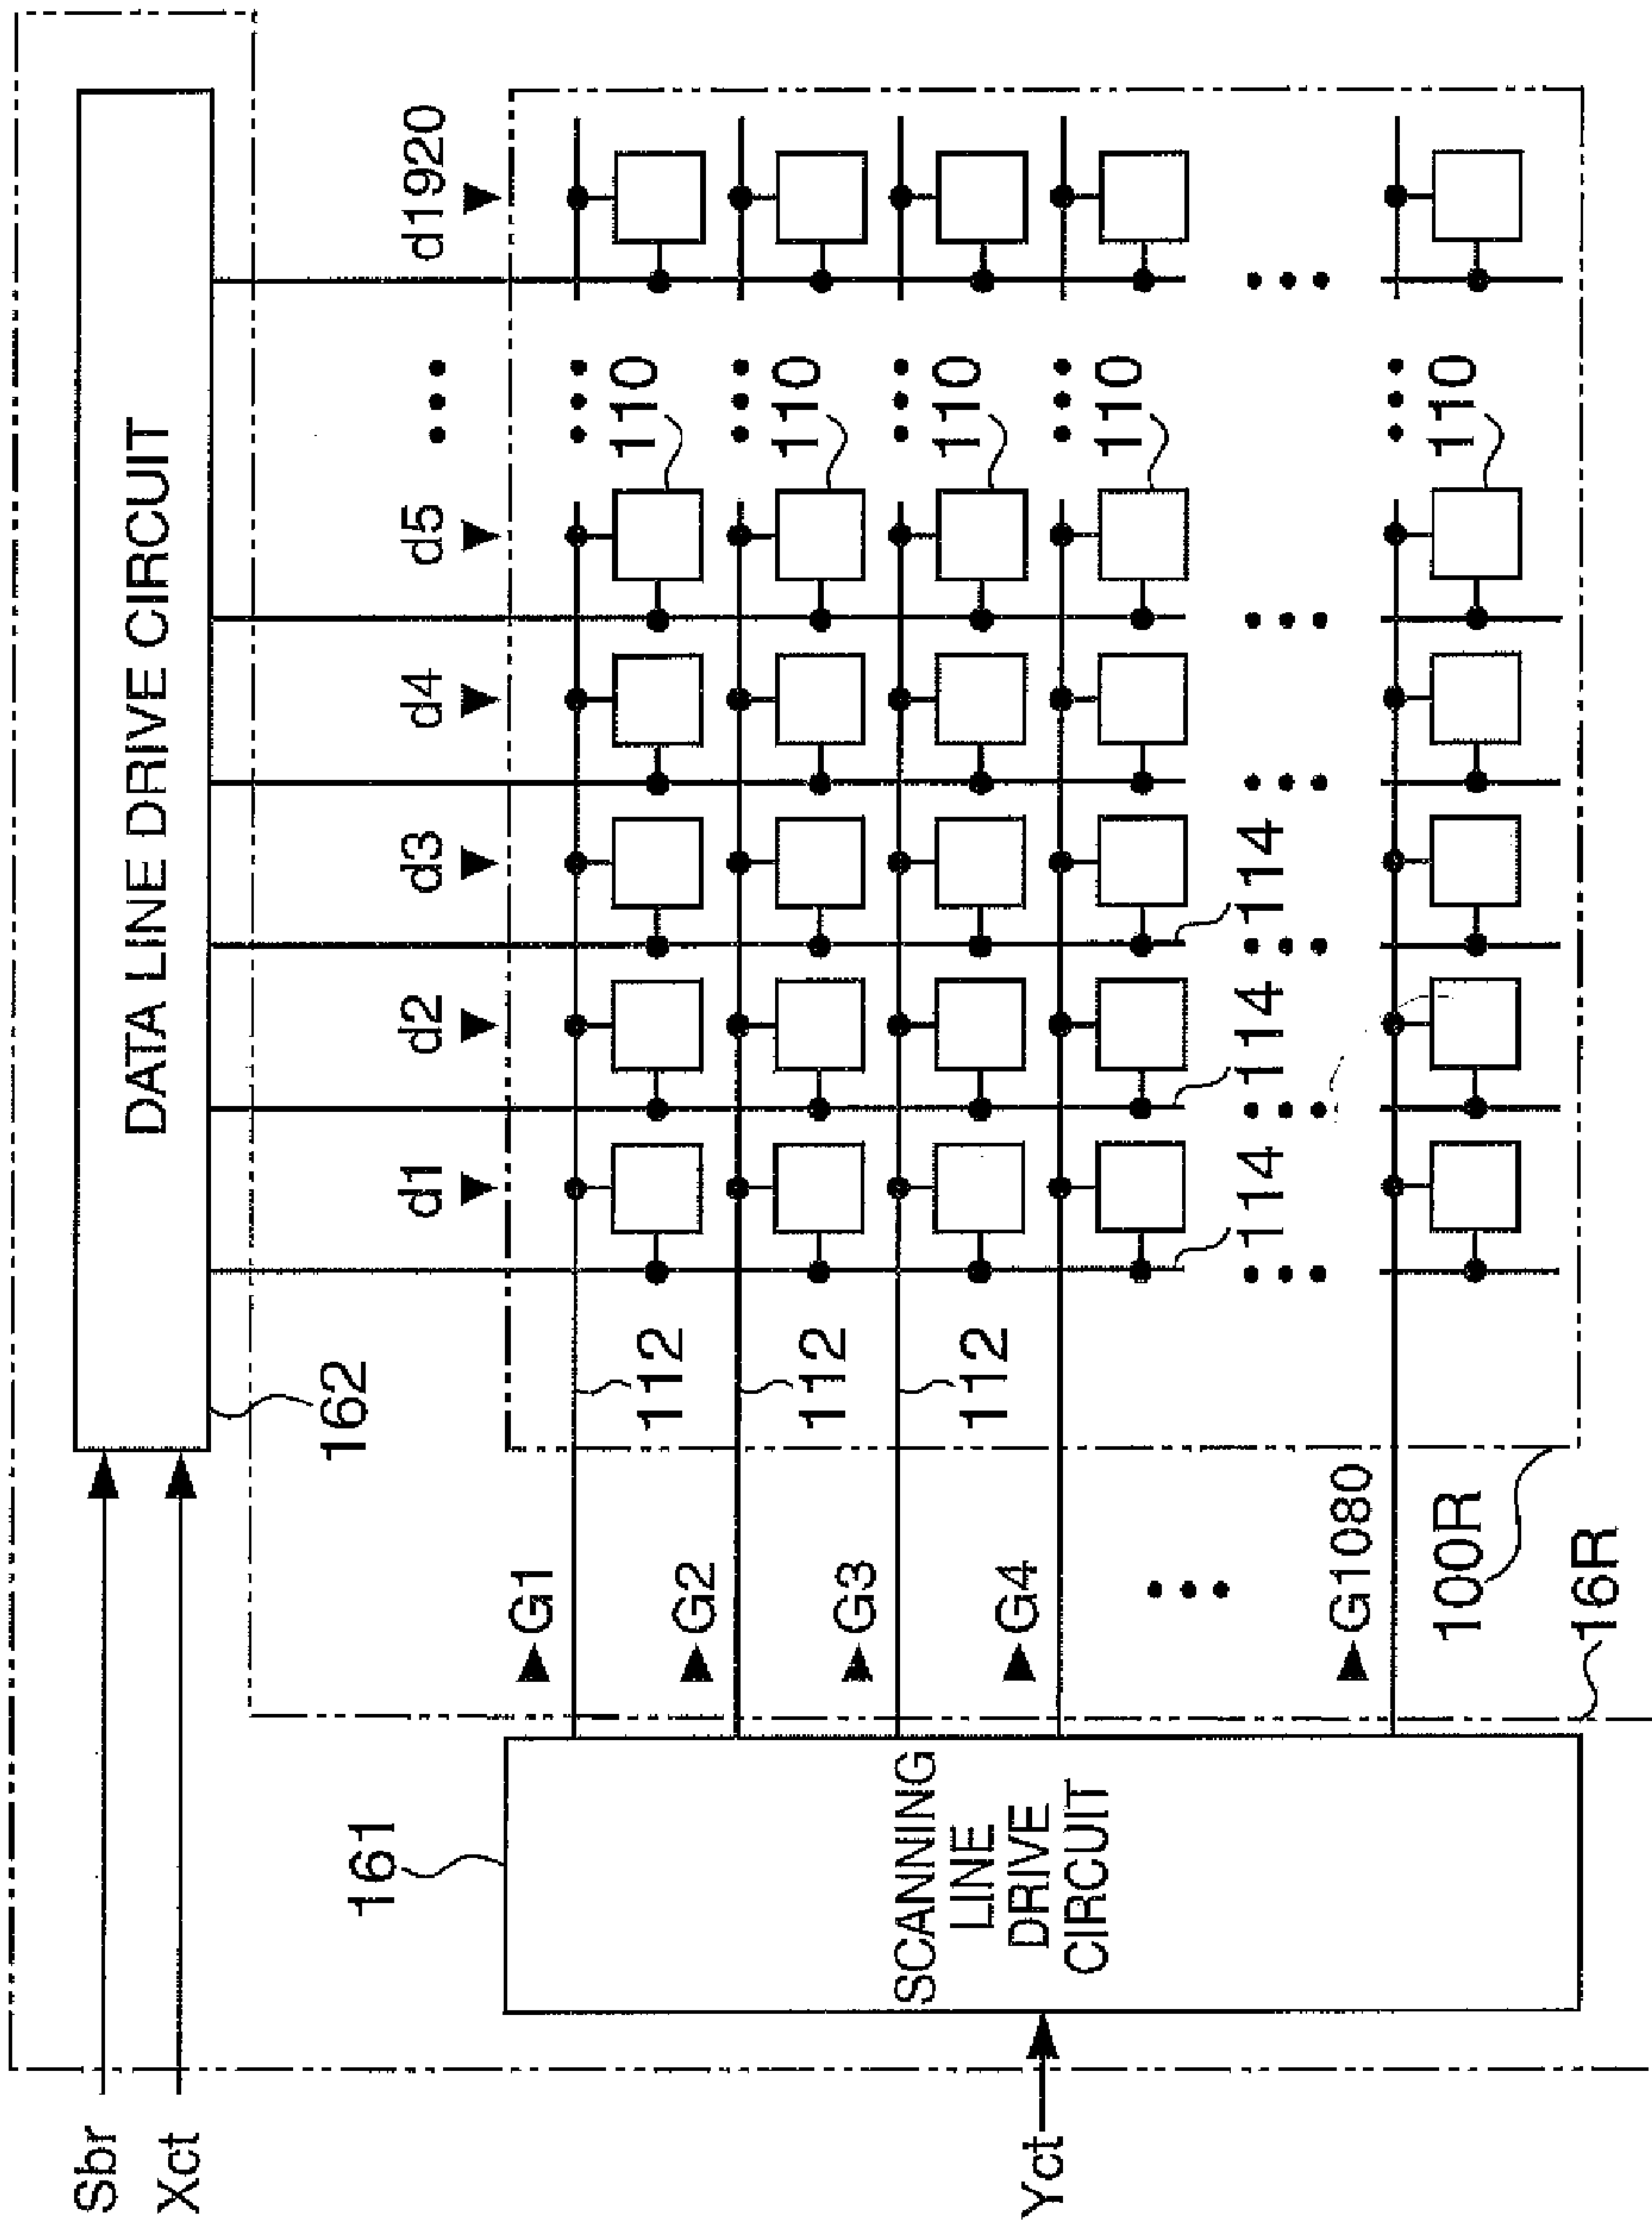 Sbr
Xct
DATA LINE DRIVE CIRCUIT
162
d1 d2 d3 d4 d5 ••• d1920
161
Yct
SCANNING
LINE
DRIVE
CIRCUIT
G1
112
110
•••
G2
112
110
•••
G3
112
110
•••
G4
110
•••
114 114 114
•••
G1080
110
•••
100R
16R